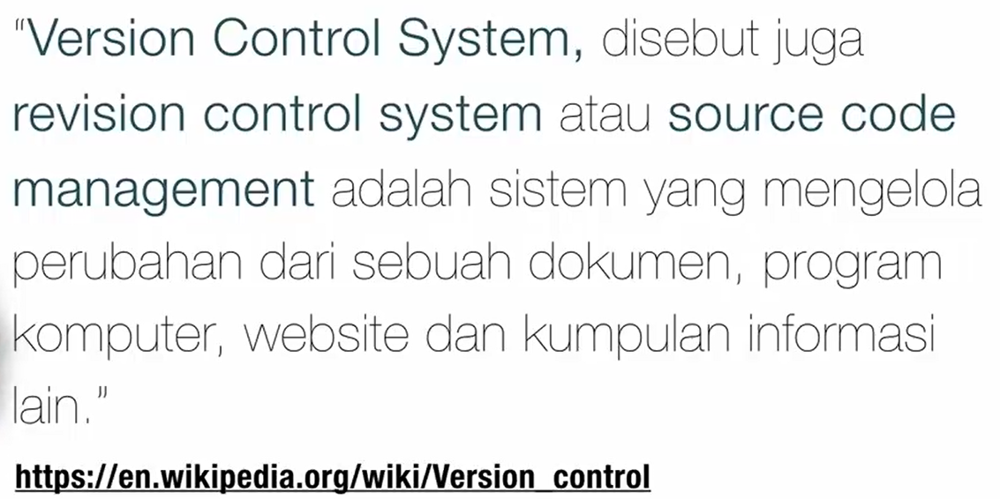 "Version Control System, disebut juga
revision control system atau source code
management adalah sistem yang mengelola
perubahan dari sebuah dokumen, program
komputer, website dan kumpulan informasi
lain."
https://en.wikipedia.org/wiki/Version_control